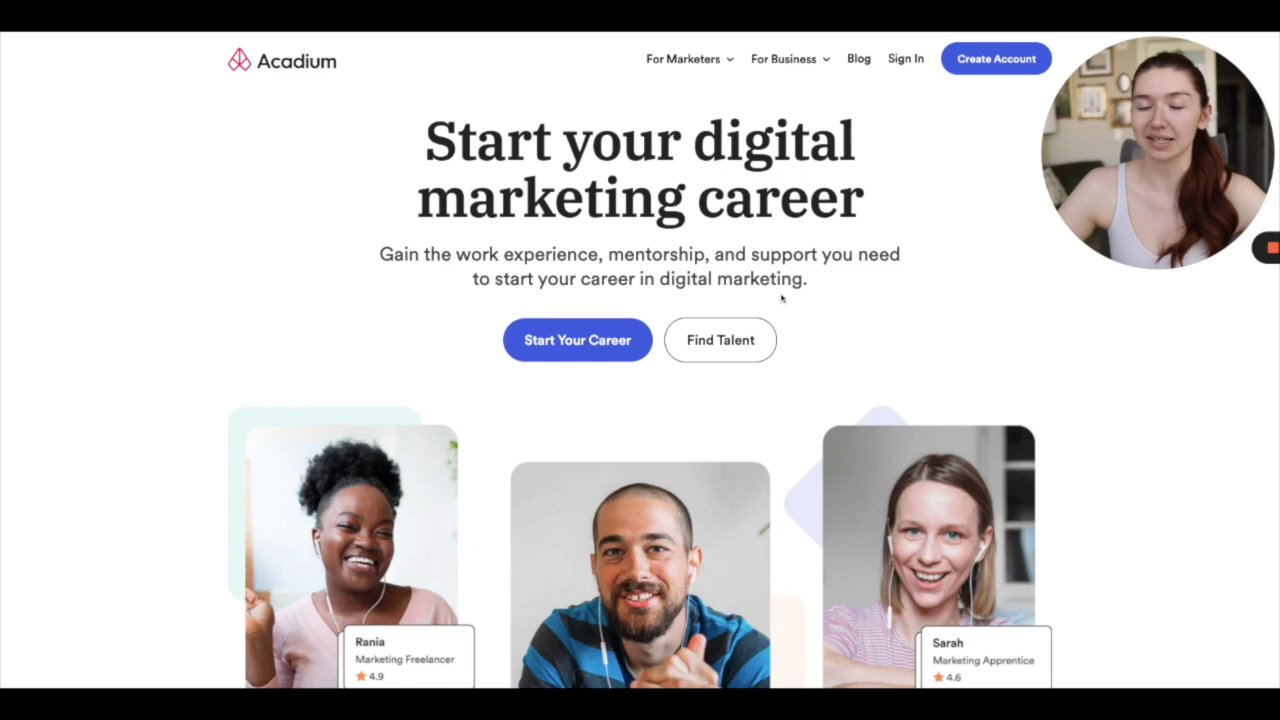 Acadium
For Marketers
For Business
Blog
Sign In
Create Account
Start your digital
marketing career
Gain the work experience, mentorship, and support you need
to start your career in digital marketing.
Start Your Career
Find Talent
Rania
Marketing Freelancer
4.9
Sarah
Marketing Apprentice
4.6